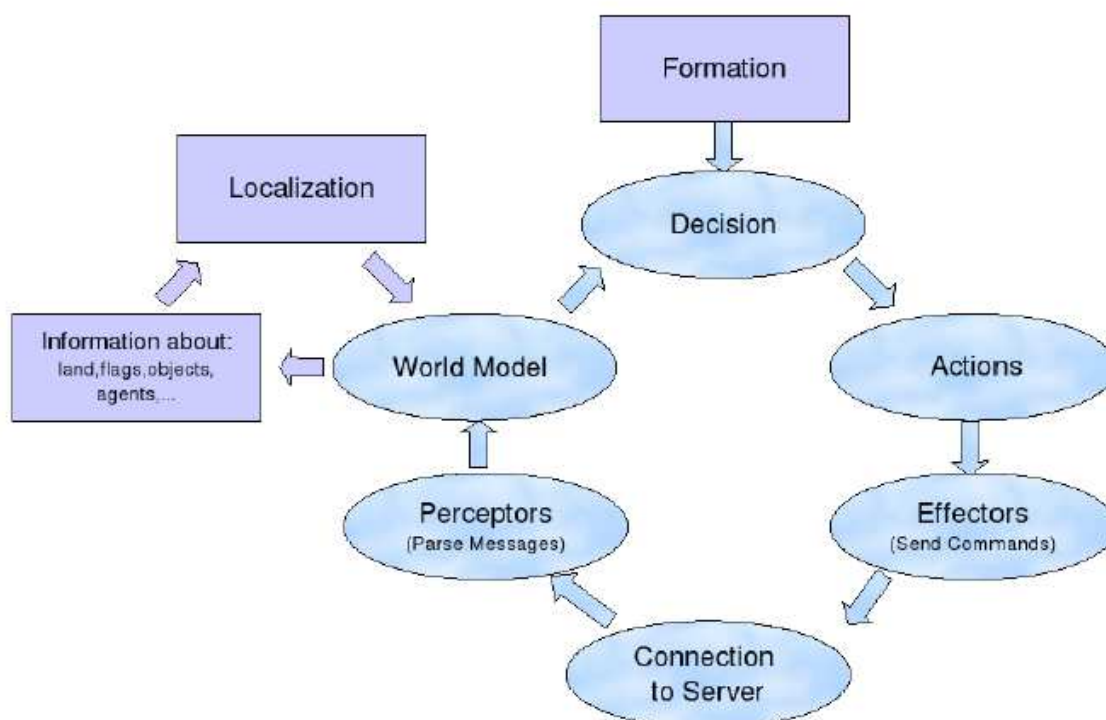 Formation
Localization
Decision
Information about:
land,flags,objects,
agents,...
World Model
Actions
Perceptors
(Parse Messages)
Effectors
(Send Commands)
Connection
to Server